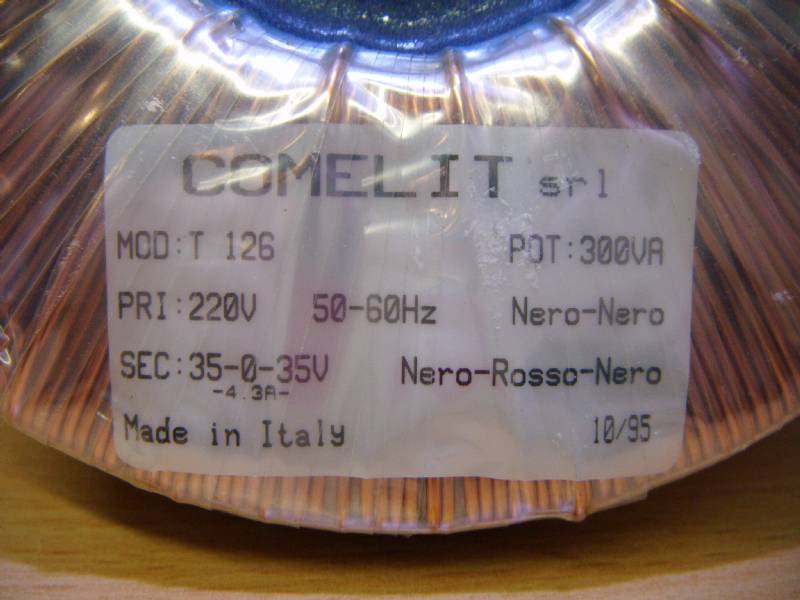 COMELIT srl
MOD:T 126 POT:300VA
PRI:220V 50-60Hz Nero-Nero
SEC:35-0-35V Nero-Rosso-Nero
-4.3A-
Made in Italy 10/95